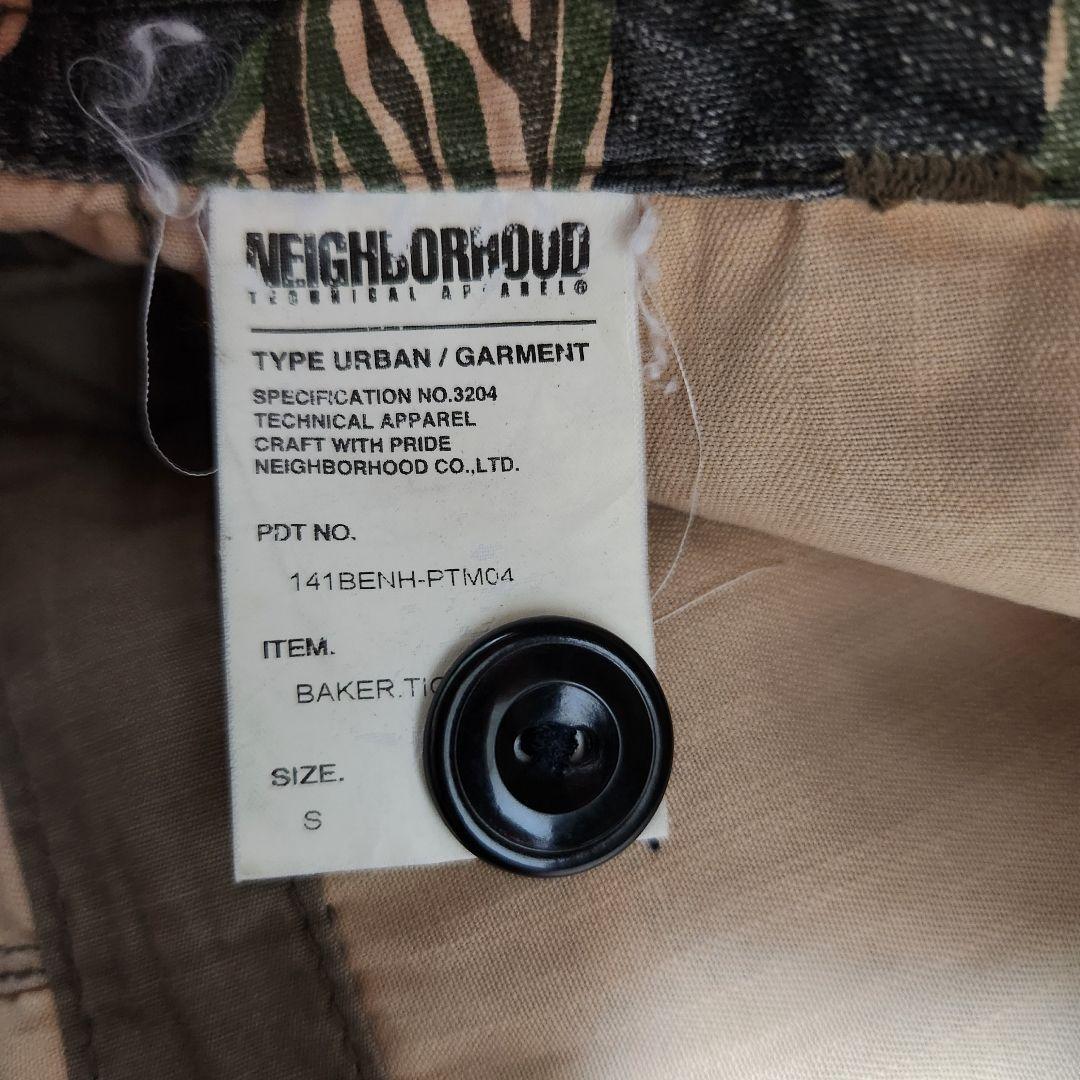 NEIGHBORHOOD
TECHNICAL APPAREL®
TYPE URBAN / GARMENT
SPECIFICATION NO.3204
TECHNICAL APPAREL
CRAFT WITH PRIDE
NEIGHBORHOOD CO.,LTD.
PDT NO.
141BENH-PTM04
ITEM.
BAKER.
SIZE.
S